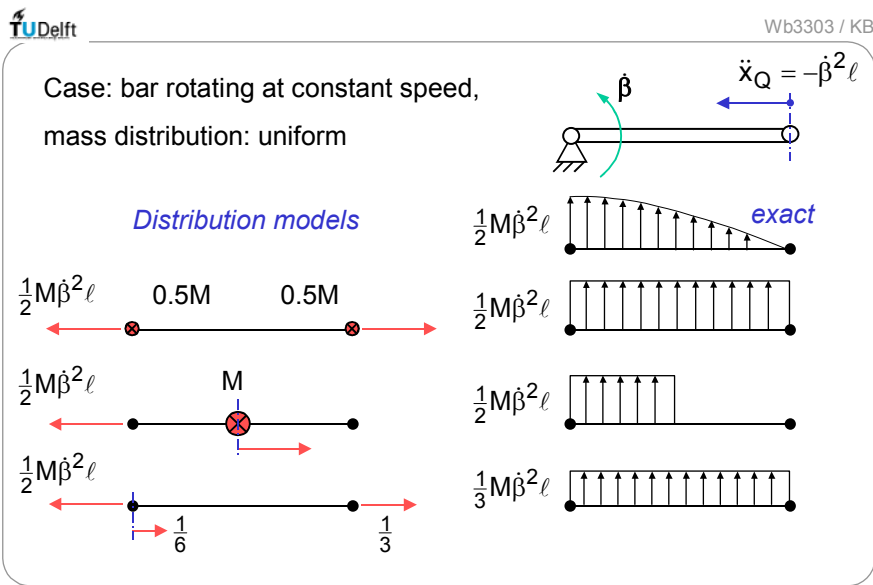 TUDelft
Wb3303 / KB
Case: bar rotating at constant speed,
mass distribution: uniform
β̇
ẍ_Q = −β̇²ℓ
Distribution models
½Mβ̇²ℓ
exact
½Mβ̇²ℓ
0.5M
0.5M
½Mβ̇²ℓ
½Mβ̇²ℓ
M
½Mβ̇²ℓ
½Mβ̇²ℓ
1/6
1/3
⅓Mβ̇²ℓ